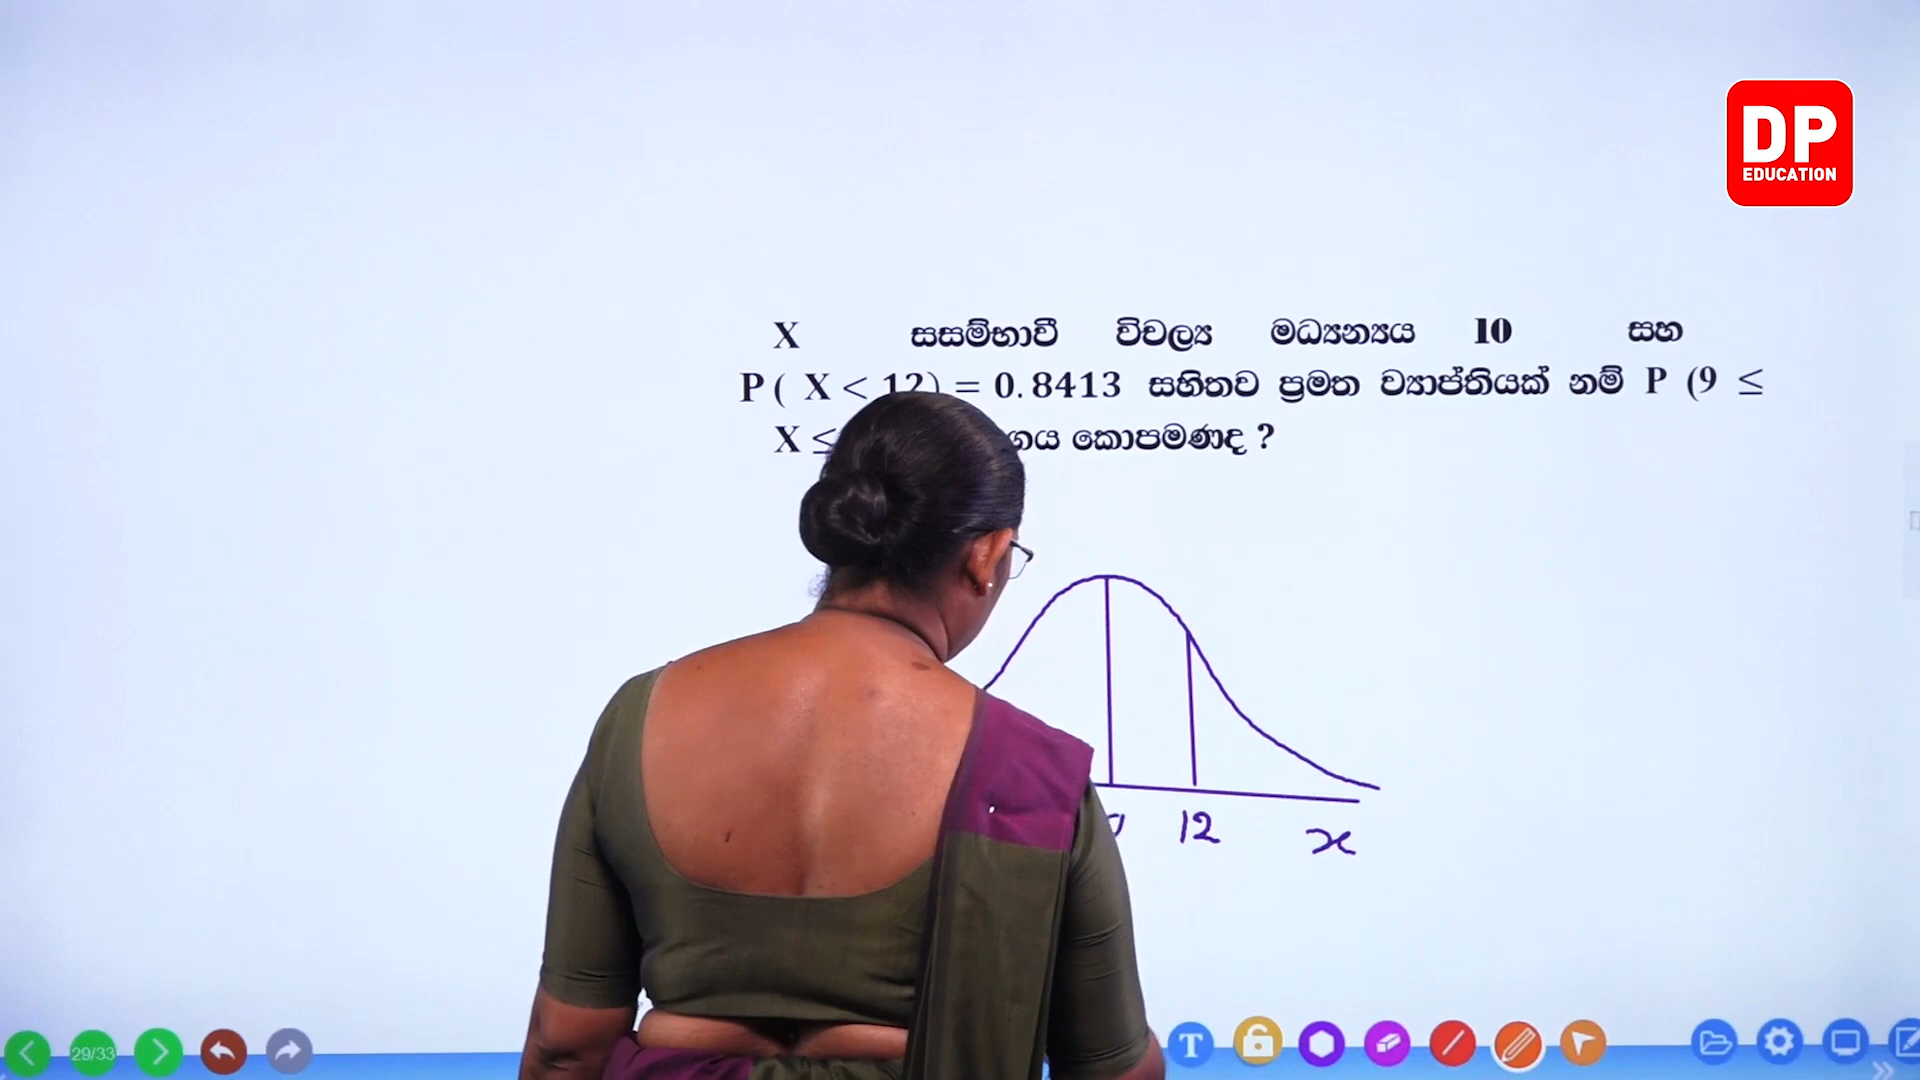 DP
EDUCATION
X සසම්භාවී විචල්‍ය මධ්‍යන්‍යය 10 සහ
P ( X < 12) = 0.8413 සහිතව ප්‍රමත ව්‍යාප්තියක් නම් P (9 ≤
X ≤ කොපමණද ?
12 x
29/33
T